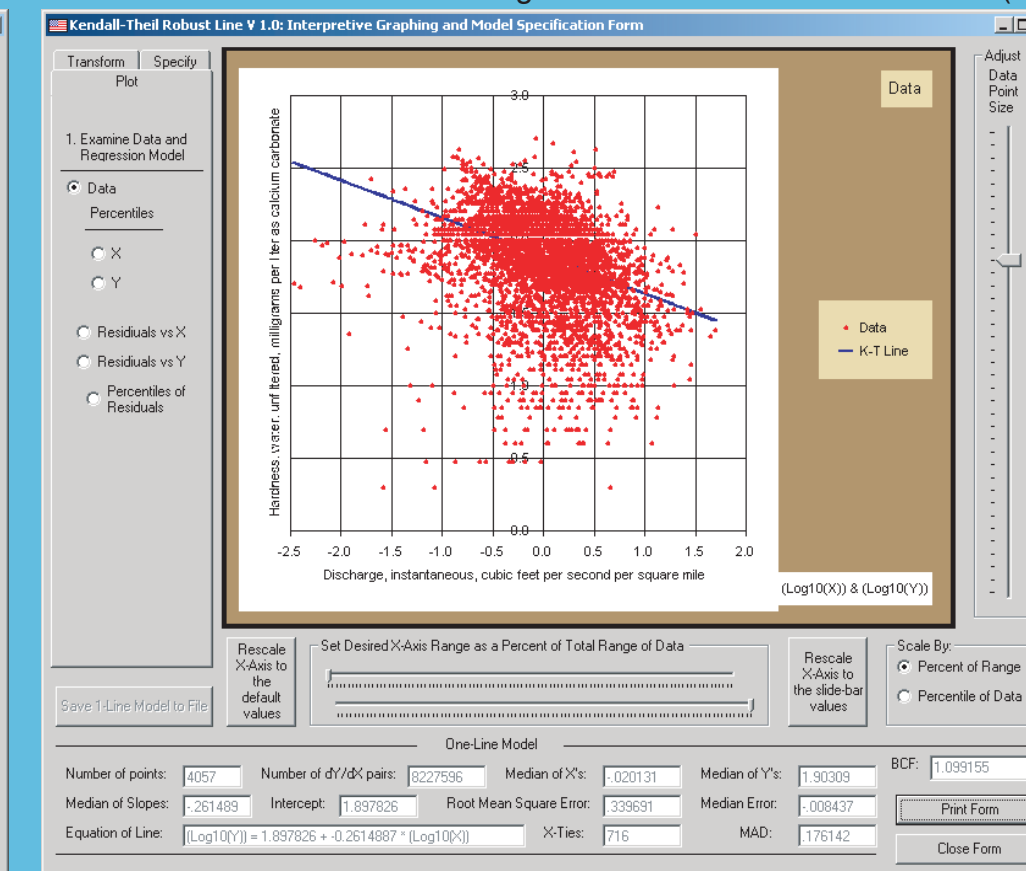 Kendall-Theil Robust Line V 1.0: Interpretive Graphing and Model Specification Form
Transform
Specify
Plot
1. Examine Data and
Regression Model
Data
Percentiles
X
Y
Residuals vs X
Residuals vs Y
Percentiles of
Residuals
Save 1-Line Model to File
Hardness, water, unfiltered, milligrams per liter as calcium carbonate
3.0
2.5
1.5
1.0
0.5
0.0
-2.5 -2.0 -1.5 -1.0 -0.5 0.0 0.5 1.0 1.5 2.0
Discharge, instantaneous, cubic feet per second per square mile
Data
Data
K-T Line
(Log10(X)) & (Log10(Y))
Adjust
Data
Point
Size
Rescale
X-Axis to
the
default
values
Set Desired X-Axis Range as a Percent of Total Range of Data
Rescale
X-Axis to
the slide-bar
values
Scale By:
Percent of Range
Percentile of Data
One-Line Model
Number of points: 4057 Number of dY/dX pairs: 8227596 Median of X's: -.020131 Median of Y's: 1.90309 BCF: 1.099155
Median of Slopes: -.261489 Intercept: 1.897826 Root Mean Square Error: .339691 Median Error: -.008437
Print Form
Equation of Line: (Log10(Y)) = 1.897826 + -0.2614887 * (Log10(X)) X-Ties: 716 MAD: .176142
Close Form